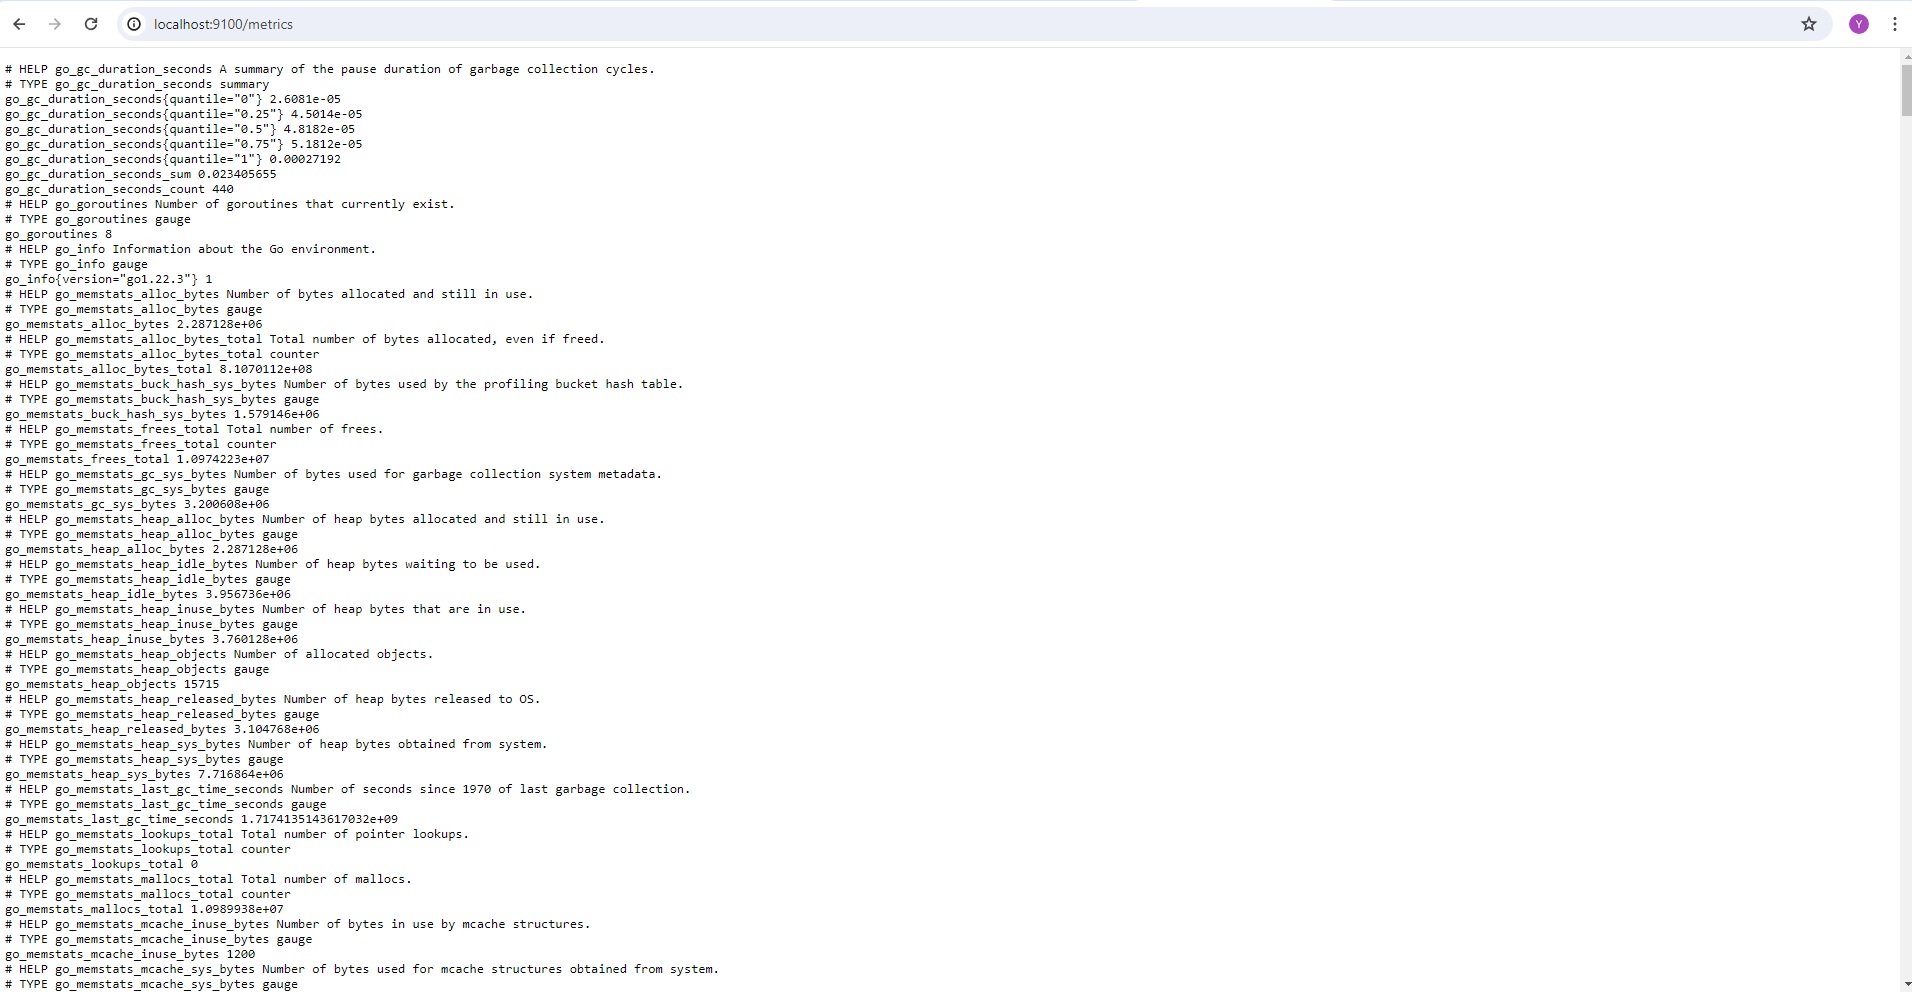 localhost:9100/metrics
Y
# HELP go_gc_duration_seconds A summary of the pause duration of garbage collection cycles.
# TYPE go_gc_duration_seconds summary
go_gc_duration_seconds{quantile="0"} 2.6081e-05
go_gc_duration_seconds{quantile="0.25"} 4.5014e-05
go_gc_duration_seconds{quantile="0.5"} 4.8182e-05
go_gc_duration_seconds{quantile="0.75"} 5.1812e-05
go_gc_duration_seconds{quantile="1"} 0.00027192
go_gc_duration_seconds_sum 0.023405655
go_gc_duration_seconds_count 440
# HELP go_goroutines Number of goroutines that currently exist.
# TYPE go_goroutines gauge
go_goroutines 8
# HELP go_info Information about the Go environment.
# TYPE go_info gauge
go_info{version="go1.22.3"} 1
# HELP go_memstats_alloc_bytes Number of bytes allocated and still in use.
# TYPE go_memstats_alloc_bytes gauge
go_memstats_alloc_bytes 2.287128e+06
# HELP go_memstats_alloc_bytes_total Total number of bytes allocated, even if freed.
# TYPE go_memstats_alloc_bytes_total counter
go_memstats_alloc_bytes_total 8.1070112e+08
# HELP go_memstats_buck_hash_sys_bytes Number of bytes used by the profiling bucket hash table.
# TYPE go_memstats_buck_hash_sys_bytes gauge
go_memstats_buck_hash_sys_bytes 1.579146e+06
# HELP go_memstats_frees_total Total number of frees.
# TYPE go_memstats_frees_total counter
go_memstats_frees_total 1.0974223e+07
# HELP go_memstats_gc_sys_bytes Number of bytes used for garbage collection system metadata.
# TYPE go_memstats_gc_sys_bytes gauge
go_memstats_gc_sys_bytes 3.200608e+06
# HELP go_memstats_heap_alloc_bytes Number of heap bytes allocated and still in use.
# TYPE go_memstats_heap_alloc_bytes gauge
go_memstats_heap_alloc_bytes 2.287128e+06
# HELP go_memstats_heap_idle_bytes Number of heap bytes waiting to be used.
# TYPE go_memstats_heap_idle_bytes gauge
go_memstats_heap_idle_bytes 3.956736e+06
# HELP go_memstats_heap_inuse_bytes Number of heap bytes that are in use.
# TYPE go_memstats_heap_inuse_bytes gauge
go_memstats_heap_inuse_bytes 3.760128e+06
# HELP go_memstats_heap_objects Number of allocated objects.
# TYPE go_memstats_heap_objects gauge
go_memstats_heap_objects 15715
# HELP go_memstats_heap_released_bytes Number of heap bytes released to OS.
# TYPE go_memstats_heap_released_bytes gauge
go_memstats_heap_released_bytes 3.104768e+06
# HELP go_memstats_heap_sys_bytes Number of heap bytes obtained from system.
# TYPE go_memstats_heap_sys_bytes gauge
go_memstats_heap_sys_bytes 7.716864e+06
# HELP go_memstats_last_gc_time_seconds Number of seconds since 1970 of last garbage collection.
# TYPE go_memstats_last_gc_time_seconds gauge
go_memstats_last_gc_time_seconds 1.7174135143617032e+09
# HELP go_memstats_lookups_total Total number of pointer lookups.
# TYPE go_memstats_lookups_total counter
go_memstats_lookups_total 0
# HELP go_memstats_mallocs_total Total number of mallocs.
# TYPE go_memstats_mallocs_total counter
go_memstats_mallocs_total 1.0989938e+07
# HELP go_memstats_mcache_inuse_bytes Number of bytes in use by mcache structures.
# TYPE go_memstats_mcache_inuse_bytes gauge
go_memstats_mcache_inuse_bytes 1200
# HELP go_memstats_mcache_sys_bytes Number of bytes used for mcache structures obtained from system.
# TYPE go_memstats_mcache_sys_bytes gauge